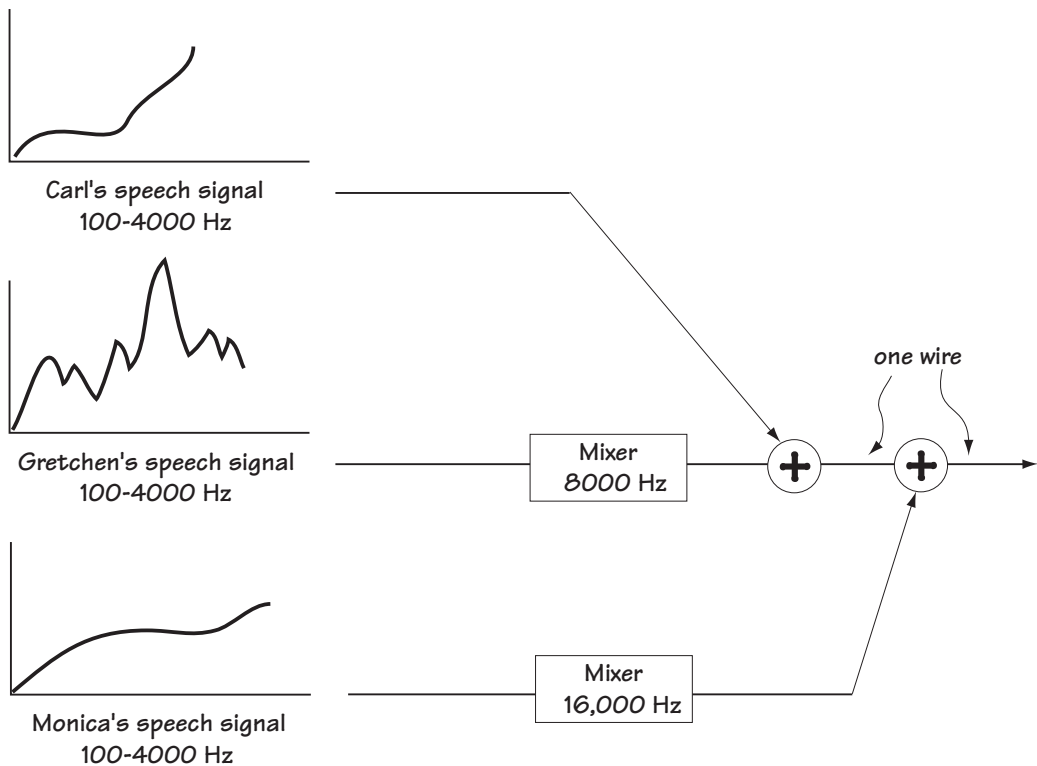 Carl's speech signal
100-4000 Hz
one wire
Gretchen's speech signal
100-4000 Hz
Mixer
8000 Hz
Monica's speech signal
100-4000 Hz
Mixer
16,000 Hz